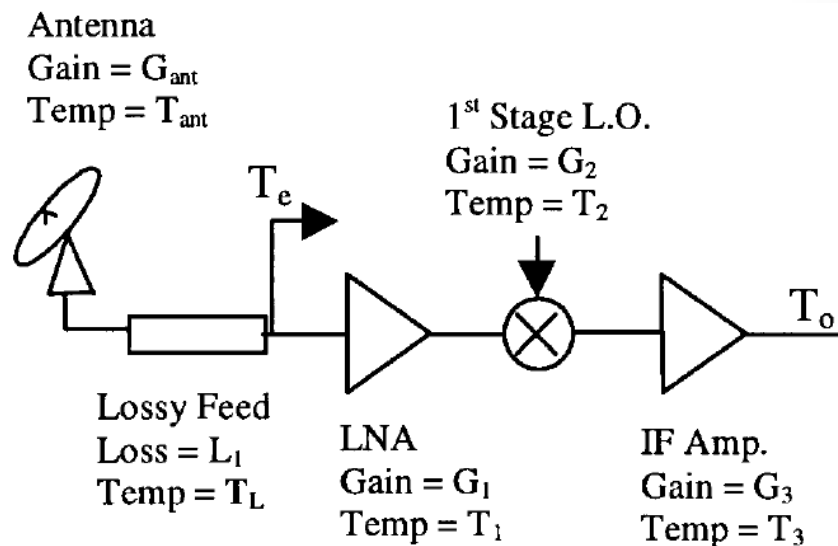 Antenna
Gain = G_ant
Temp = T_ant
1st Stage L.O.
Gain = G_2
Temp = T_2
T_e
T_o
Lossy Feed
Loss = L_1
Temp = T_L
LNA
Gain = G_1
Temp = T_1
IF Amp.
Gain = G_3
Temp = T_3